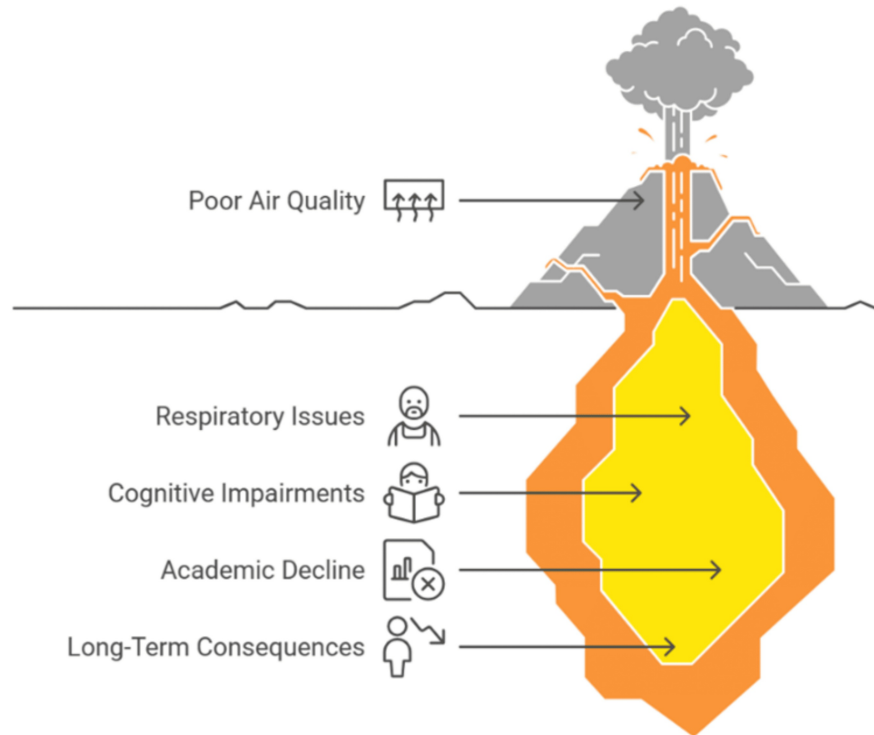 Poor Air Quality
Respiratory Issues
Cognitive Impairments
Academic Decline
Long-Term Consequences